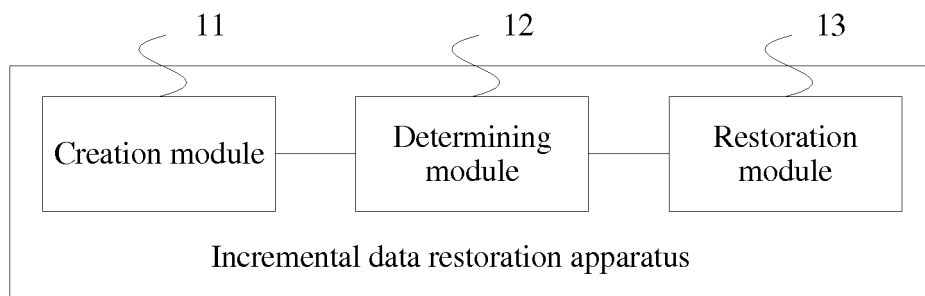 11
12
13
Creation module
Determining
module
Restoration
module
Incremental data restoration apparatus